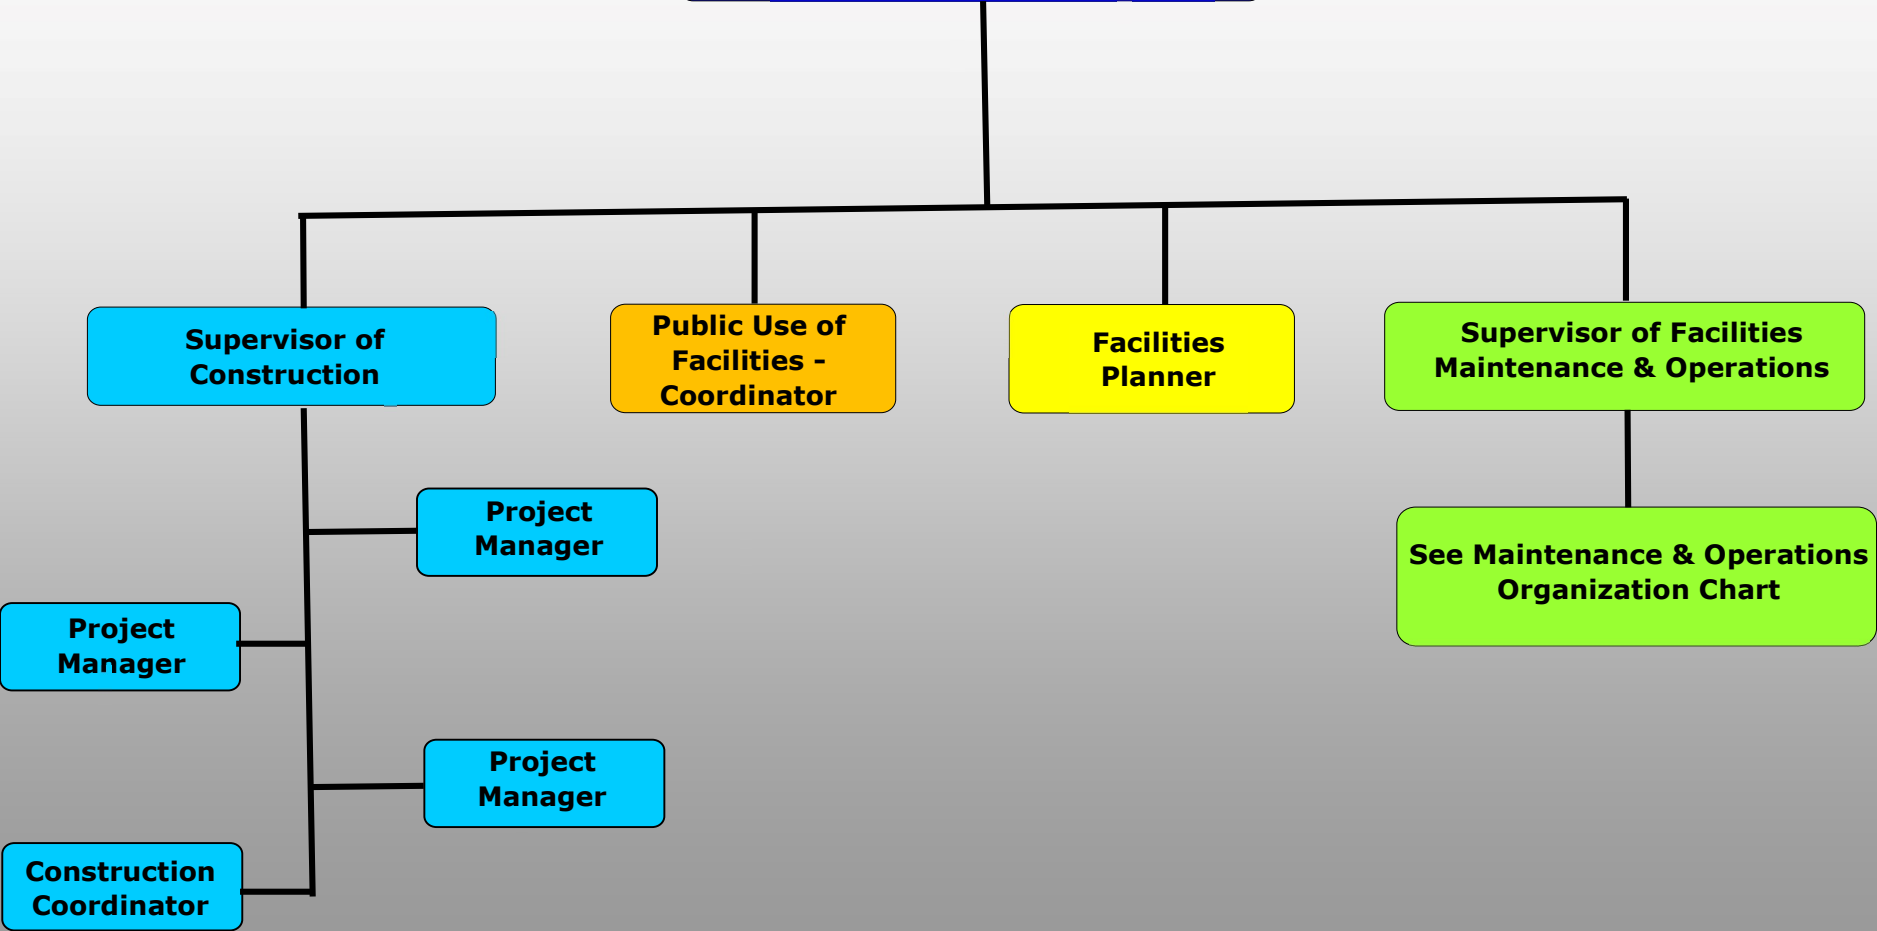 Supervisor of
Construction
Public Use of
Facilities -
Coordinator
Facilities
Planner
Supervisor of Facilities
Maintenance & Operations
Project
Manager
See Maintenance & Operations
Organization Chart
Project
Manager
Project
Manager
Construction
Coordinator